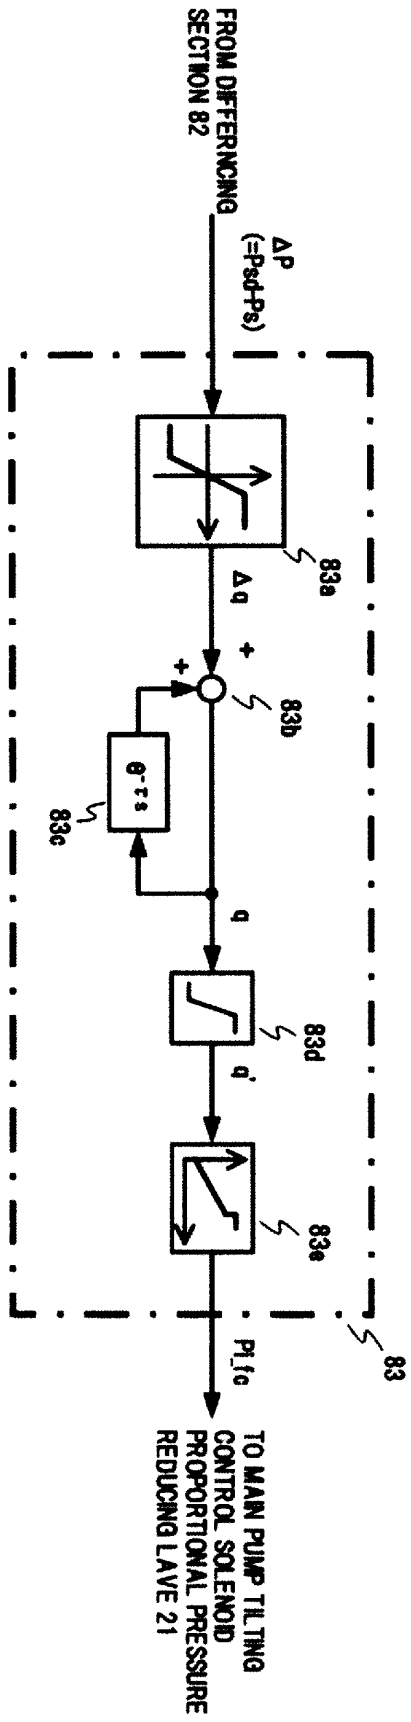 FROM DIFFERNCING
SECTION 82
ΔP
(=Psd-Ps)
83a
Δq
+
+
83b
e⁻τs
83c
q
83d
q'
83e
Pi_fc
83
TO MAIN PUMP TILTING
CONTROL SOLENOID
PROPORTIONAL PRESSURE
REDUCING LAVE 21